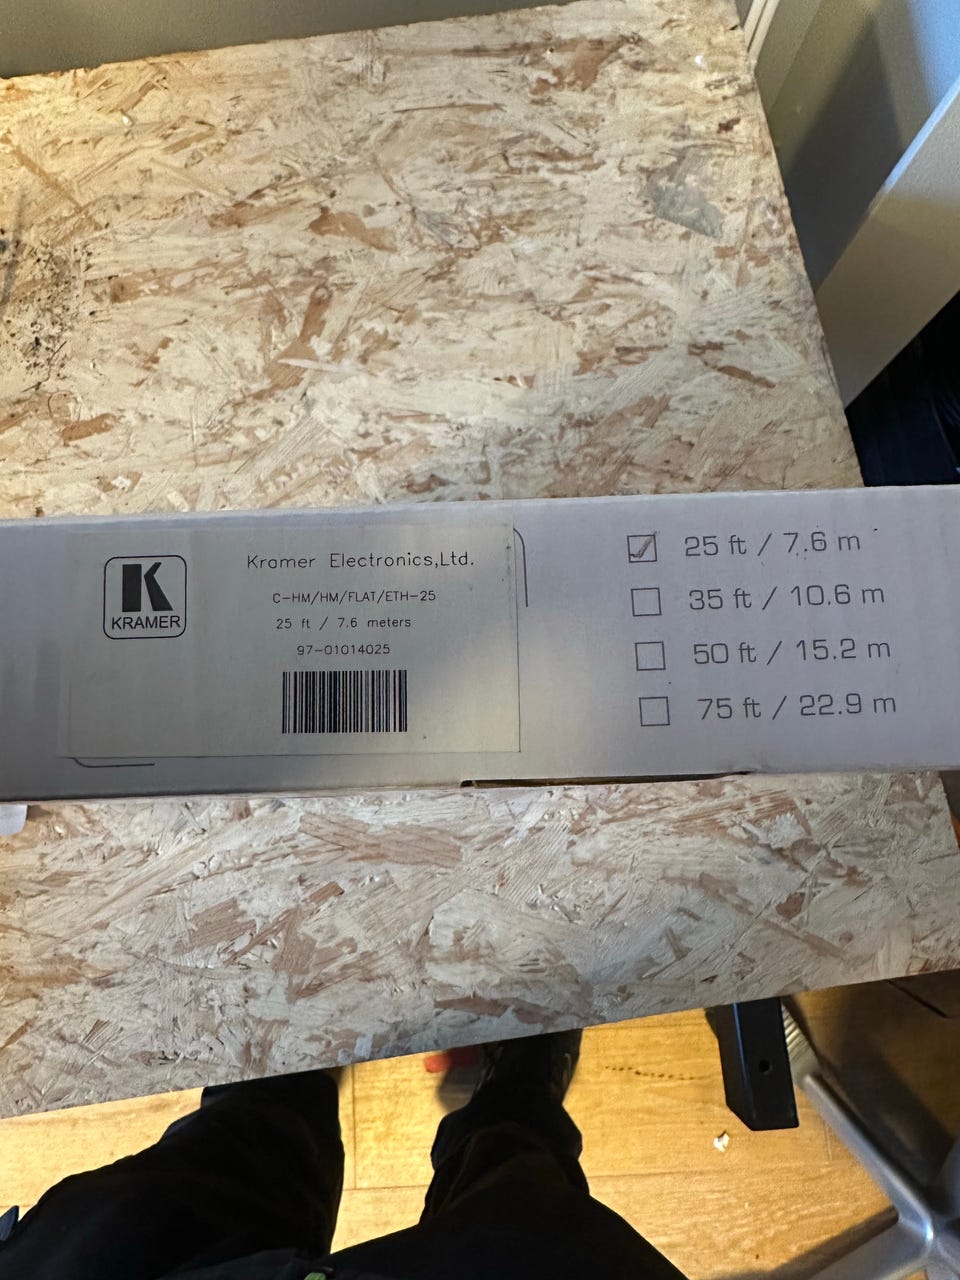 K
KRAMER
Kramer Electronics,Ltd.
C-HM/HM/FLAT/ETH-25
25 ft / 7.6 meters
97-01014025
25 ft / 7.6 m
35 ft / 10.6 m
50 ft / 15.2 m
75 ft / 22.9 m